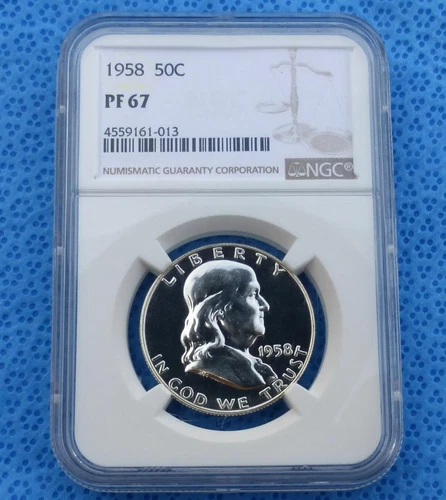 1958 50C
PF 67
4559161-013
NUMISMATIC GUARANTY CORPORATION
NGC®
LIBERTY
1958
IN GOD WE TRUST